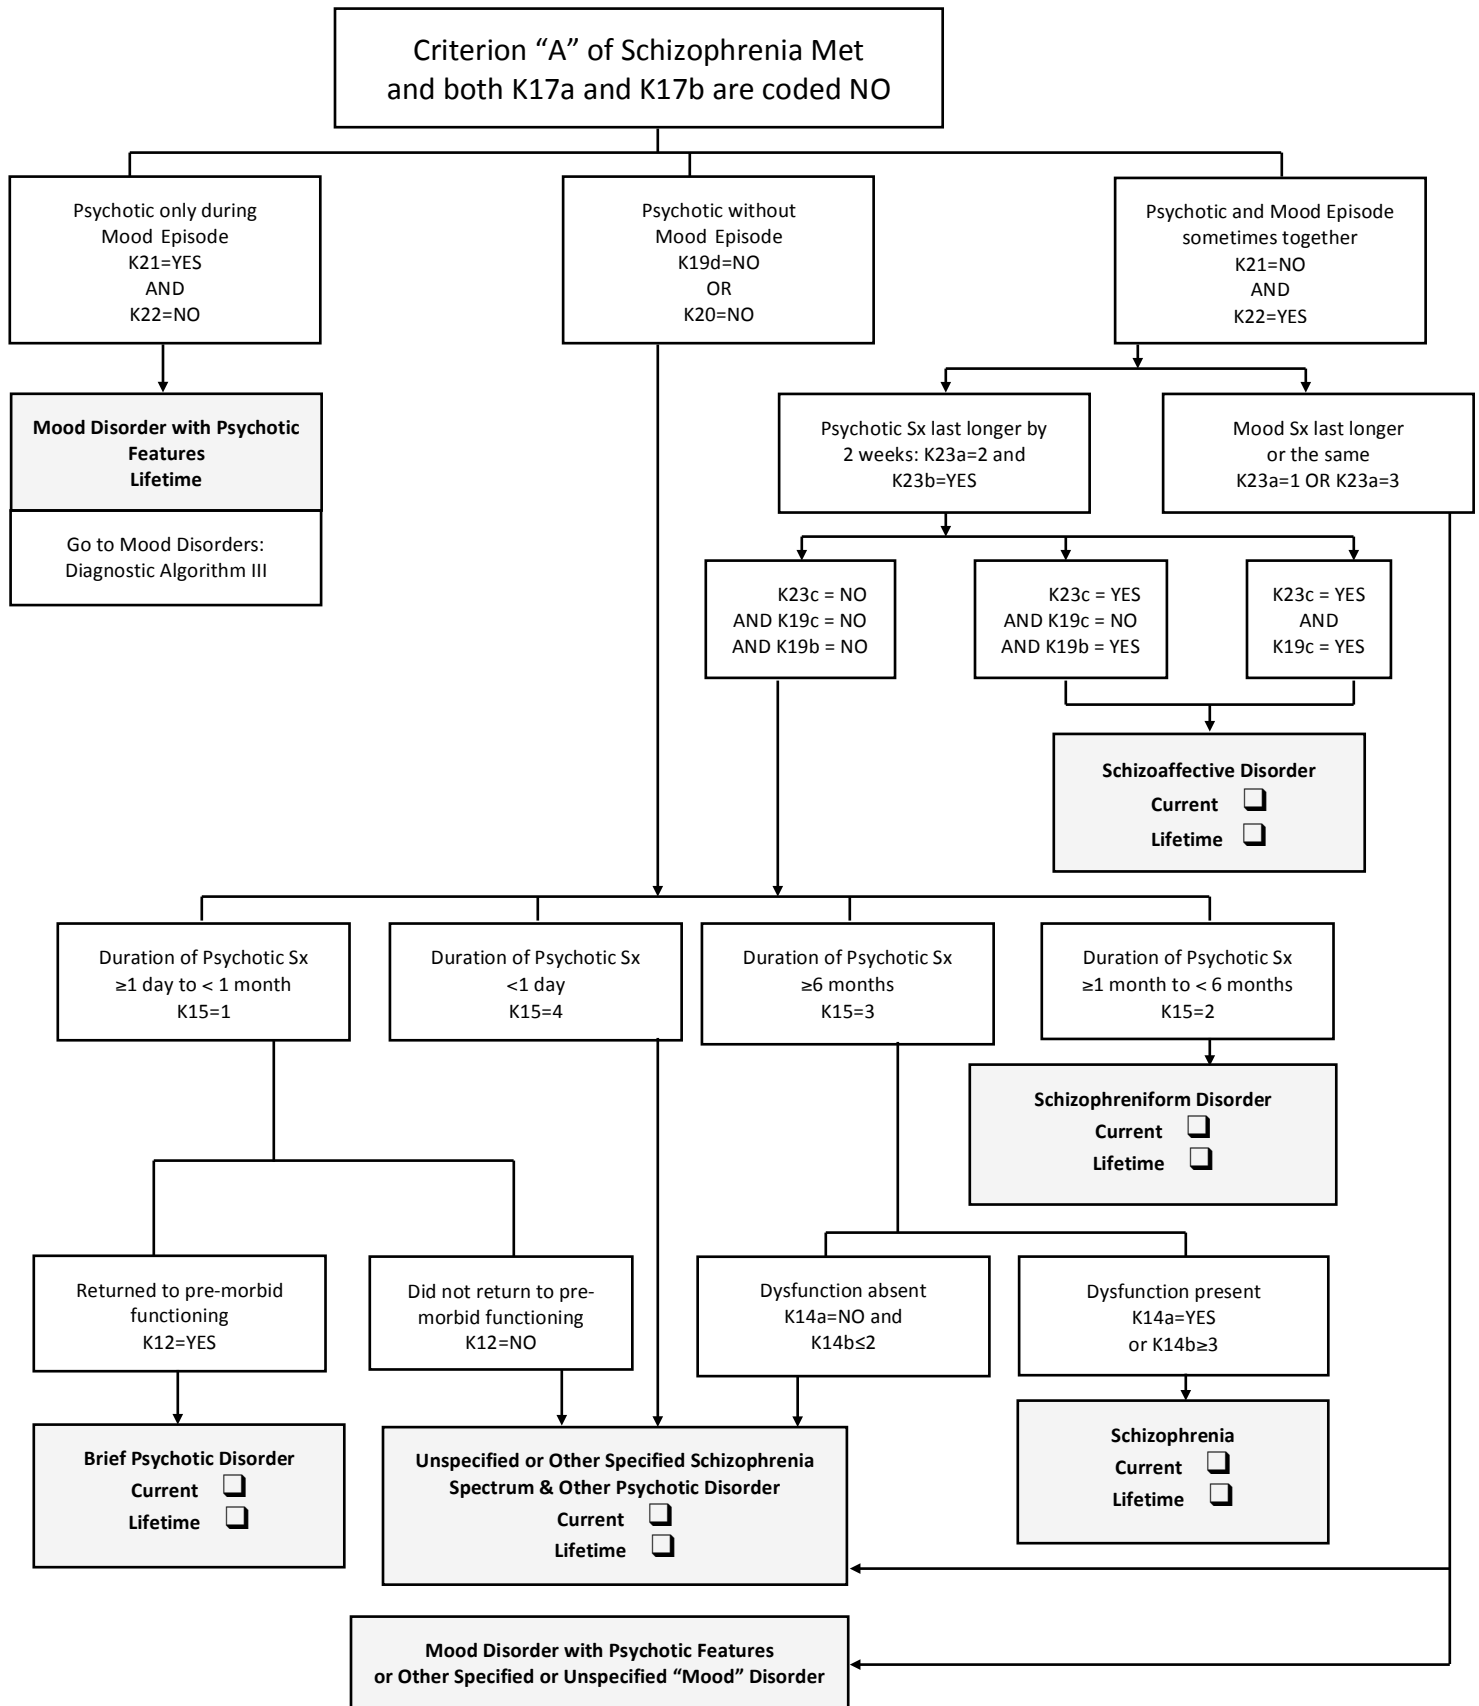 Criterion “A” of Schizophrenia Met
and both K17a and K17b are coded NO
Psychotic only during
Mood Episode
K21=YES
AND
K22=NO
Psychotic without
Mood Episode
K19d=NO
OR
K20=NO
Psychotic and Mood Episode
sometimes together
K21=NO
AND
K22=YES
Mood Disorder with Psychotic
Features
Lifetime
Go to Mood Disorders:
Diagnostic Algorithm III
Psychotic Sx last longer by
2 weeks: K23a=2 and
K23b=YES
Mood Sx last longer
or the same
K23a=1 OR K23a=3
K23c = NO
AND K19c = NO
AND K19b = NO
K23c = YES
AND K19c = NO
AND K19b = YES
K23c = YES
AND
K19c = YES
Schizoaffective Disorder
Current ❑
Lifetime ❑
Duration of Psychotic Sx
≥1 day to < 1 month
K15=1
Duration of Psychotic Sx
<1 day
K15=4
Duration of Psychotic Sx
≥6 months
K15=3
Duration of Psychotic Sx
≥1 month to < 6 months
K15=2
Schizophreniform Disorder
Current ❑
Lifetime ❑
Returned to pre-morbid
functioning
K12=YES
Did not return to pre-
morbid functioning
K12=NO
Dysfunction absent
K14a=NO and
K14b≤2
Dysfunction present
K14a=YES
or K14b≥3
Brief Psychotic Disorder
Current ❑
Lifetime ❑
Unspecified or Other Specified Schizophrenia
Spectrum & Other Psychotic Disorder
Current ❑
Lifetime ❑
Schizophrenia
Current ❑
Lifetime ❑
Mood Disorder with Psychotic Features
or Other Specified or Unspecified “Mood” Disorder